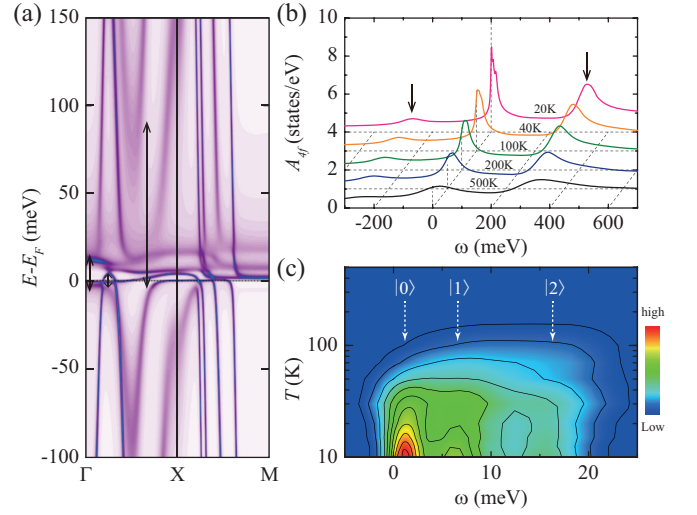 (a)
150
100
50
0
-50
-100
E-E_F (meV)
Γ
X
M
(b)
10
8
6
4
2
0
A_{4f} (states/eV)
20K
40K
100K
200K
500K
-200
0
200
400
600
ω (meV)
(c)
|0⟩
|1⟩
|2⟩
100
10
T (K)
0
10
20
ω (meV)
high
Low